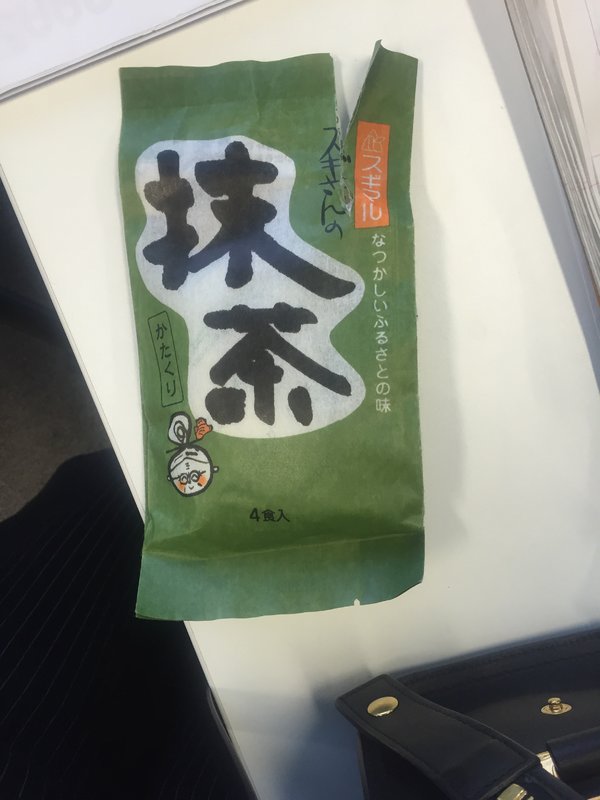 スギマル
なつかしいふるさとの味
スギさんの
抹茶
かたくり
4食入